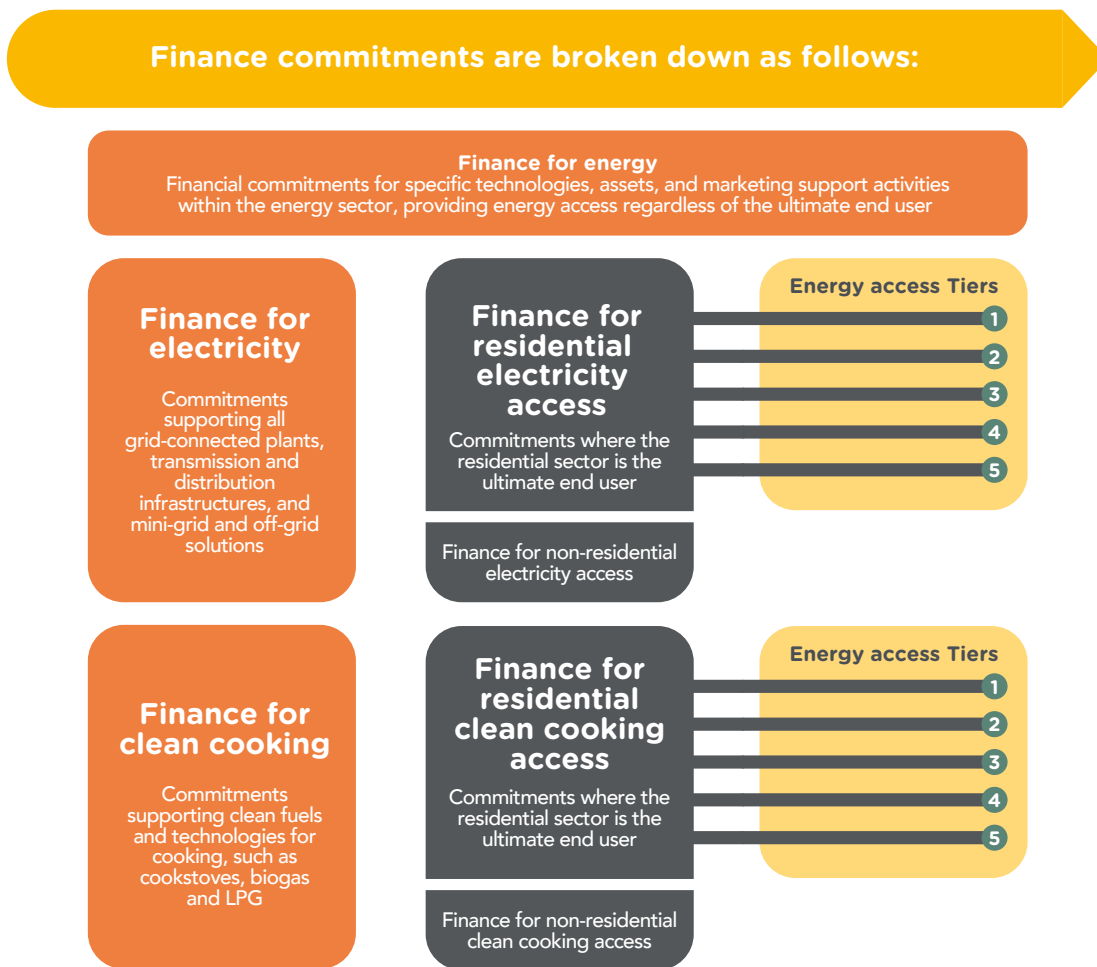 Finance commitments are broken down as follows:
Finance for energy
Financial commitments for specific technologies, assets, and marketing support activities
within the energy sector, providing energy access regardless of the ultimate end user
Finance for
electricity
Commitments
supporting all
grid-connected plants,
transmission and
distribution
infrastructures, and
mini-grid and off-grid
solutions
Finance for
residential
electricity
access
Commitments where the
residential sector is the
ultimate end user
Finance for non-residential
electricity access
Energy access Tiers
1
2
3
4
5
Finance for
clean cooking
Commitments
supporting clean fuels
and technologies for
cooking, such as
cookstoves, biogas
and LPG
Finance for
residential
clean cooking
access
Commitments where the
residential sector is the
ultimate end user
Finance for non-residential
clean cooking access
Energy access Tiers
1
2
3
4
5